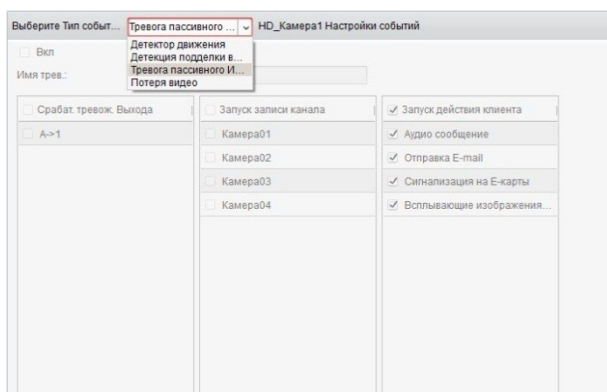 Выберите Тип событ... Тревога пассивного ... HD_Камера1 Настройки событий
Детектор движения
Детекция подделки в...
Тревога пассивного И...
Потеря видео
Вкл
Имя трев.:
Срабат. тревож. Выхода Запуск записи канала Запуск действия клиента
A->1 Камера01 Аудио сообщение
Камера02 Отправка E-mail
Камера03 Сигнализация на Е-карты
Камера04 Всплывающие изображения...